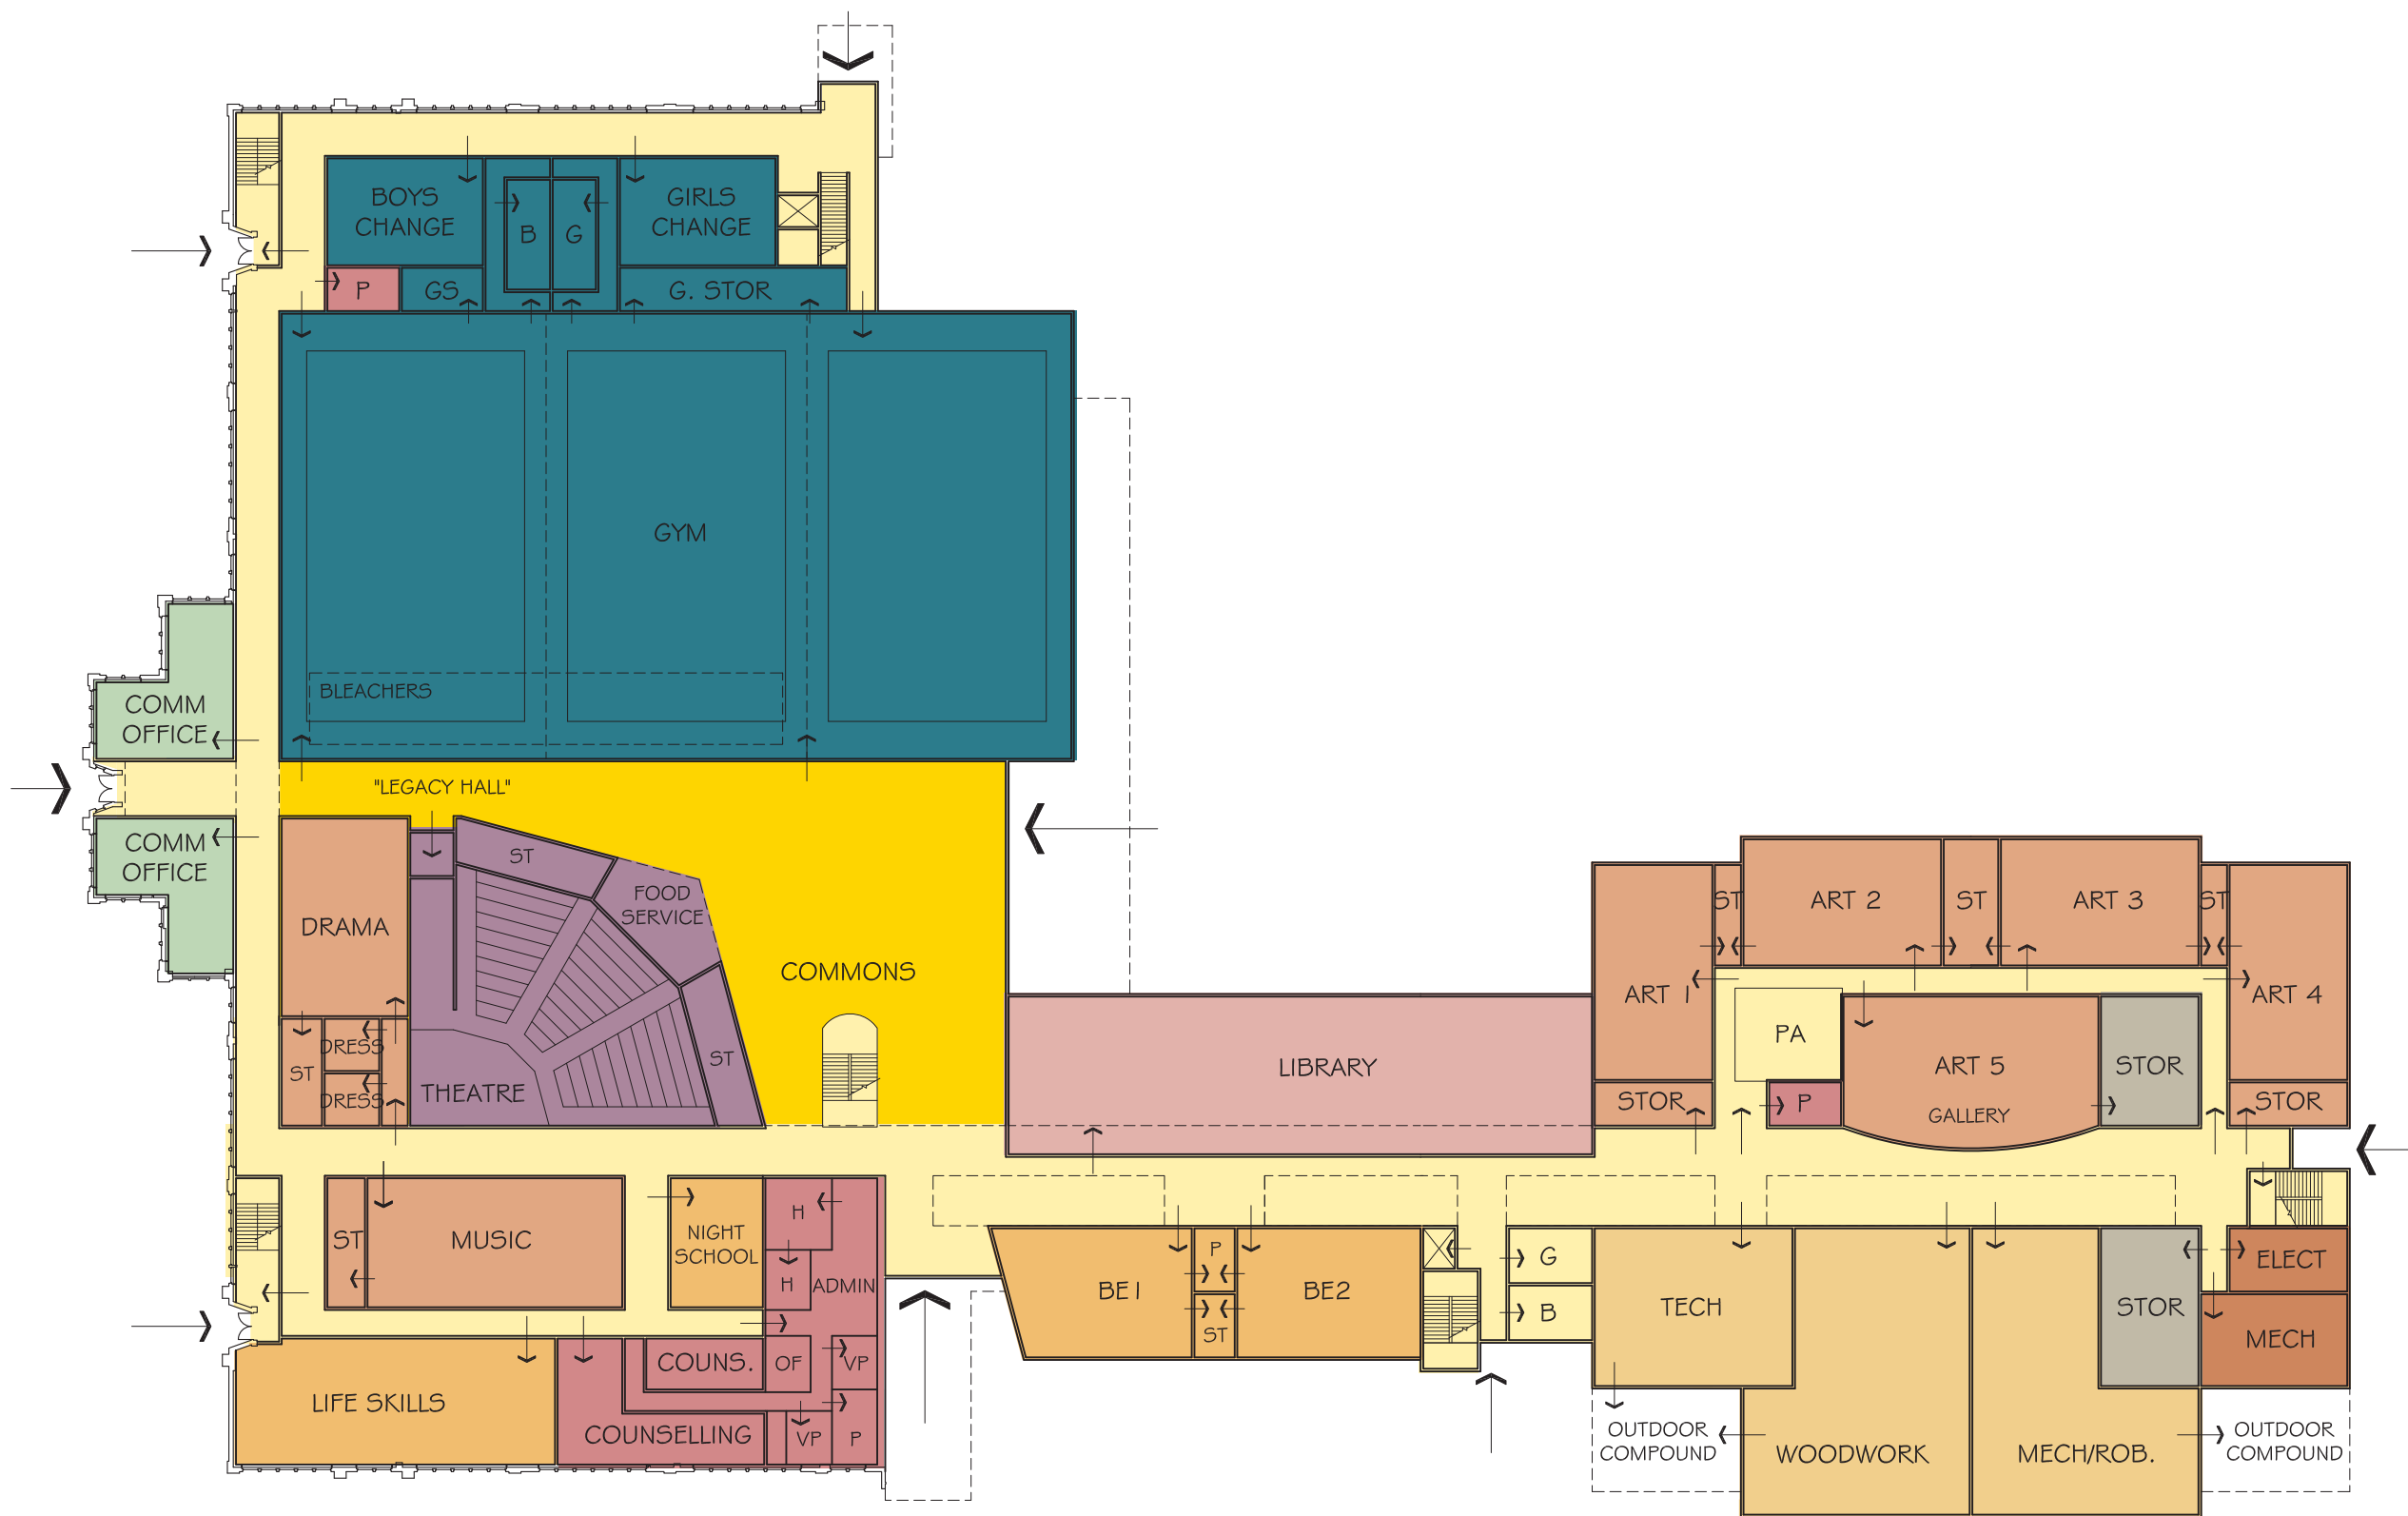 BOYS
CHANGE
B
G
GIRLS
CHANGE
P
GS
G. STOR
GYM
BLEACHERS
COMM
OFFICE
"LEGACY HALL"
COMM
OFFICE
DRAMA
ST
FOOD
SERVICE
COMMONS
DRESS
ST
DRESS
THEATRE
ST
LIBRARY
ART 1
ST
ART 2
ST
ART 3
ST
ART 4
PA
ART 5
STOR
STOR
P
GALLERY
STOR
ST
MUSIC
NIGHT
SCHOOL
H
H
ADMIN
LIFE SKILLS
COUNS.
OF
VP
COUNSELLING
VP
P
BE1
P
ST
BE2
G
B
TECH
STOR
ELECT
MECH
OUTDOOR
COMPOUND
WOODWORK
MECH/ROB.
OUTDOOR
COMPOUND